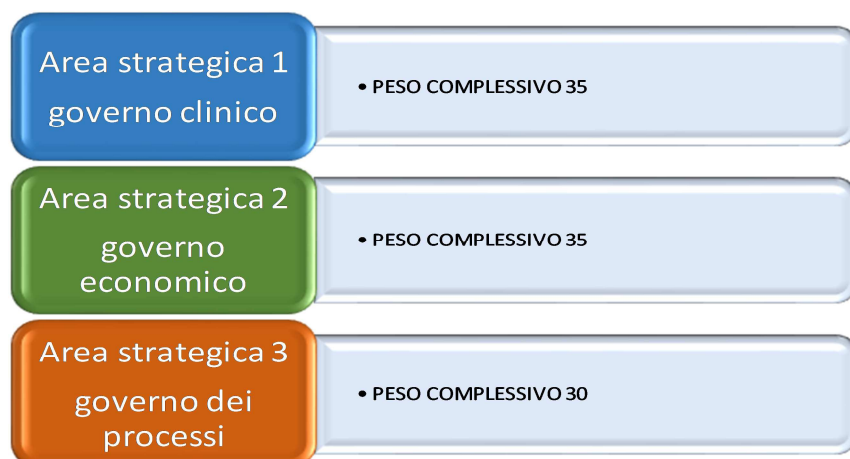 Area strategica 1
governo clinico
• PESO COMPLESSIVO 35
Area strategica 2
governo
economico
• PESO COMPLESSIVO 35
Area strategica 3
governo dei
processi
• PESO COMPLESSIVO 30